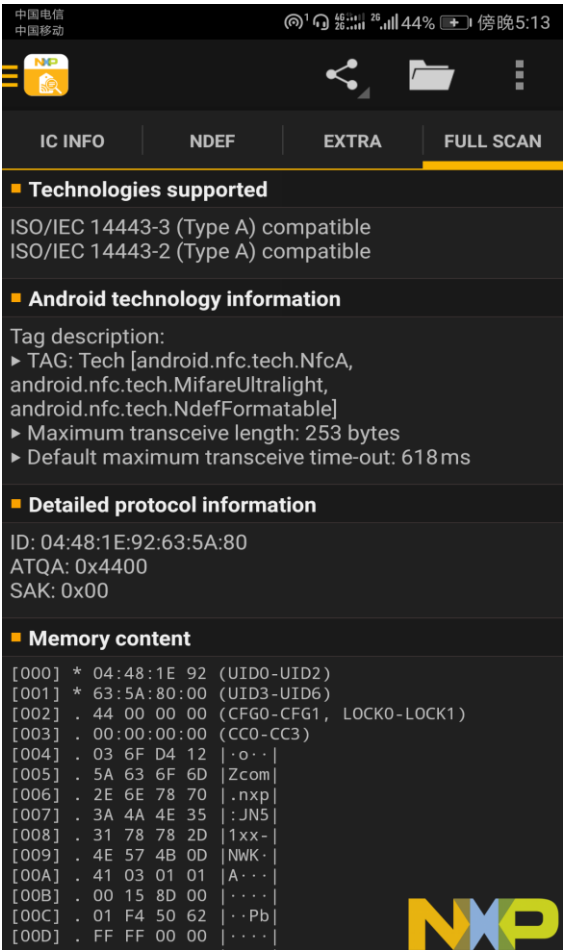 中国电信
中国移动
1 4G 2G 2G 44% 傍晚5:13
NXP
IC INFO NDEF EXTRA FULL SCAN
Technologies supported
ISO/IEC 14443-3 (Type A) compatible
ISO/IEC 14443-2 (Type A) compatible
Android technology information
Tag description:
▸ TAG: Tech [android.nfc.tech.NfcA,
android.nfc.tech.MifareUltralight,
android.nfc.tech.NdefFormatable]
▸ Maximum transceive length: 253 bytes
▸ Default maximum transceive time-out: 618 ms
Detailed protocol information
ID: 04:48:1E:92:63:5A:80
ATQA: 0x4400
SAK: 0x00
Memory content
[000] * 04:48:1E 92 (UID0-UID2)
[001] * 63:5A:80:00 (UID3-UID6)
[002] . 44 00 00 00 (CFG0-CFG1, LOCK0-LOCK1)
[003] . 00:00:00:00 (CC0-CC3)
[004] . 03 6F D4 12 |·o··|
[005] . 5A 63 6F 6D |Zcom|
[006] . 2E 6E 78 70 |.nxp|
[007] . 3A 4A 4E 35 |:JN5|
[008] . 31 78 78 2D |1xx-|
[009] . 4E 57 4B 0D |NWK·|
[00A] . 41 03 01 01 |A···|
[00B] . 00 15 8D 00 |····|
[00C] . 01 F4 50 62 |··Pb|
[00D] . FF FF 00 00 |····|
NXP